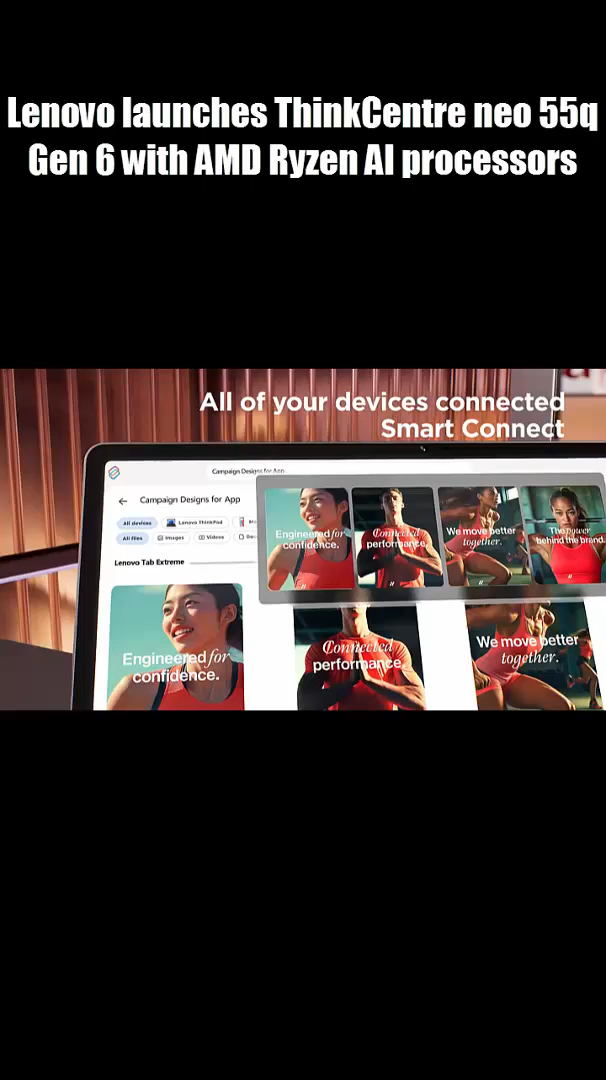 Lenovo launches ThinkCentre neo 55q
Gen 6 with AMD Ryzen AI processors
All of your devices connected
Smart Connect
Campaign Designs for App
Campaign Designs for App
All devices
Lenovo ThinkPad
All files
Images
Videos
Lenovo Tab Extreme
Engineered for
confidence.
Connected
performance.
We move better
together.
The power
behind the brand.
Engineered for
confidence.
Connected
performance.
We move better
together.